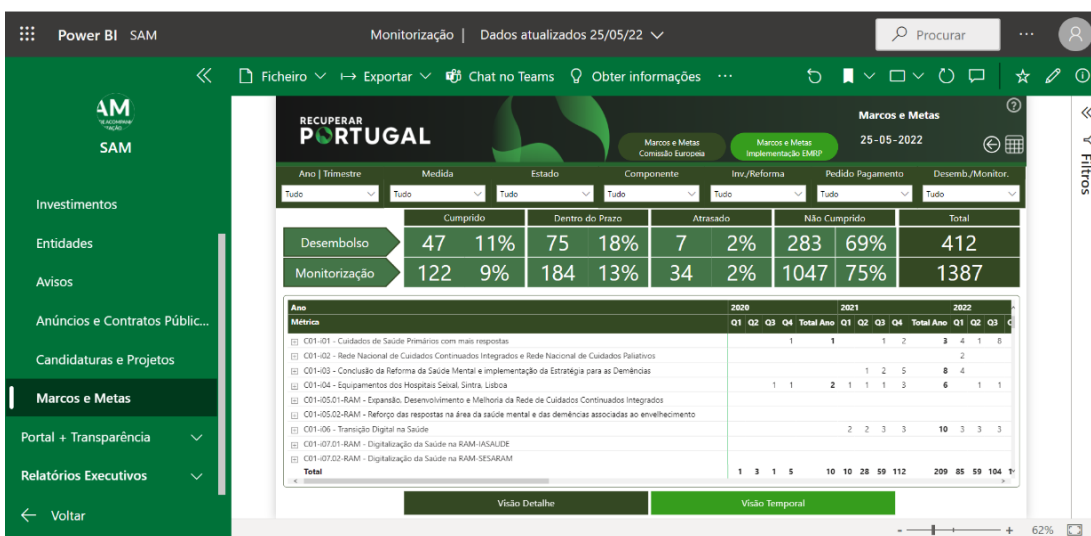 Power BI SAM
Monitorização | Dados atualizados 25/05/22
Procurar
Ficheiro Exportar Chat no Teams Obter informações
SAM
Investimentos
Entidades
Avisos
Anúncios e Contratos Públic...
Candidaturas e Projetos
Marcos e Metas
Portal + Transparência
Relatórios Executivos
Voltar
RECUPERAR
PORTUGAL
Marcos e Metas
Comissão Europeia
Marcos e Metas
Implementação EMRP
Marcos e Metas
25-05-2022
Ano | Trimestre Medida Estado Componente Inv./Reforma Pedido Pagamento Desemb./Monitor.
Tudo Tudo Tudo Tudo Tudo Tudo Tudo
Cumprido Dentro do Prazo Atrasado Não Cumprido Total
Desembolso 47 11% 75 18% 7 2% 283 69% 412
Monitorização 122 9% 184 13% 34 2% 1047 75% 1387
Ano 2020 2021 2022
Métrica Q1 Q2 Q3 Q4 Total Ano Q1 Q2 Q3 Q4 Total Ano Q1 Q2 Q3
C01-i01 - Cuidados de Saúde Primários com mais respostas 1 1 1 2 3 4 1 8
C01-i02 - Rede Nacional de Cuidados Continuados Integrados e Rede Nacional de Cuidados Paliativos 2
C01-i03 - Conclusão da Reforma da Saúde Mental e implementação da Estratégia para as Demências 1 2 5 8 4
C01-i04 - Equipamentos dos Hospitais Seixal, Sintra, Lisboa 1 1 2 1 1 1 3 6 1 1
C01-i05.01-RAM - Expansão, Desenvolvimento e Melhoria da Rede de Cuidados Continuados Integrados
C01-i05.02-RAM - Reforço das respostas na área da saúde mental e das demências associadas ao envelhecimento
C01-i06 - Transição Digital na Saúde 2 2 3 3 10 3 3 3
C01-i07.01-RAM - Digitalização da Saúde na RAM-IASAUDE
C01-i07.02-RAM - Digitalização da Saúde na RAM-SESARAM
Total 1 3 1 5 10 10 28 59 112 209 85 59 104
Visão Detalhe
Visão Temporal
Filtros
62%